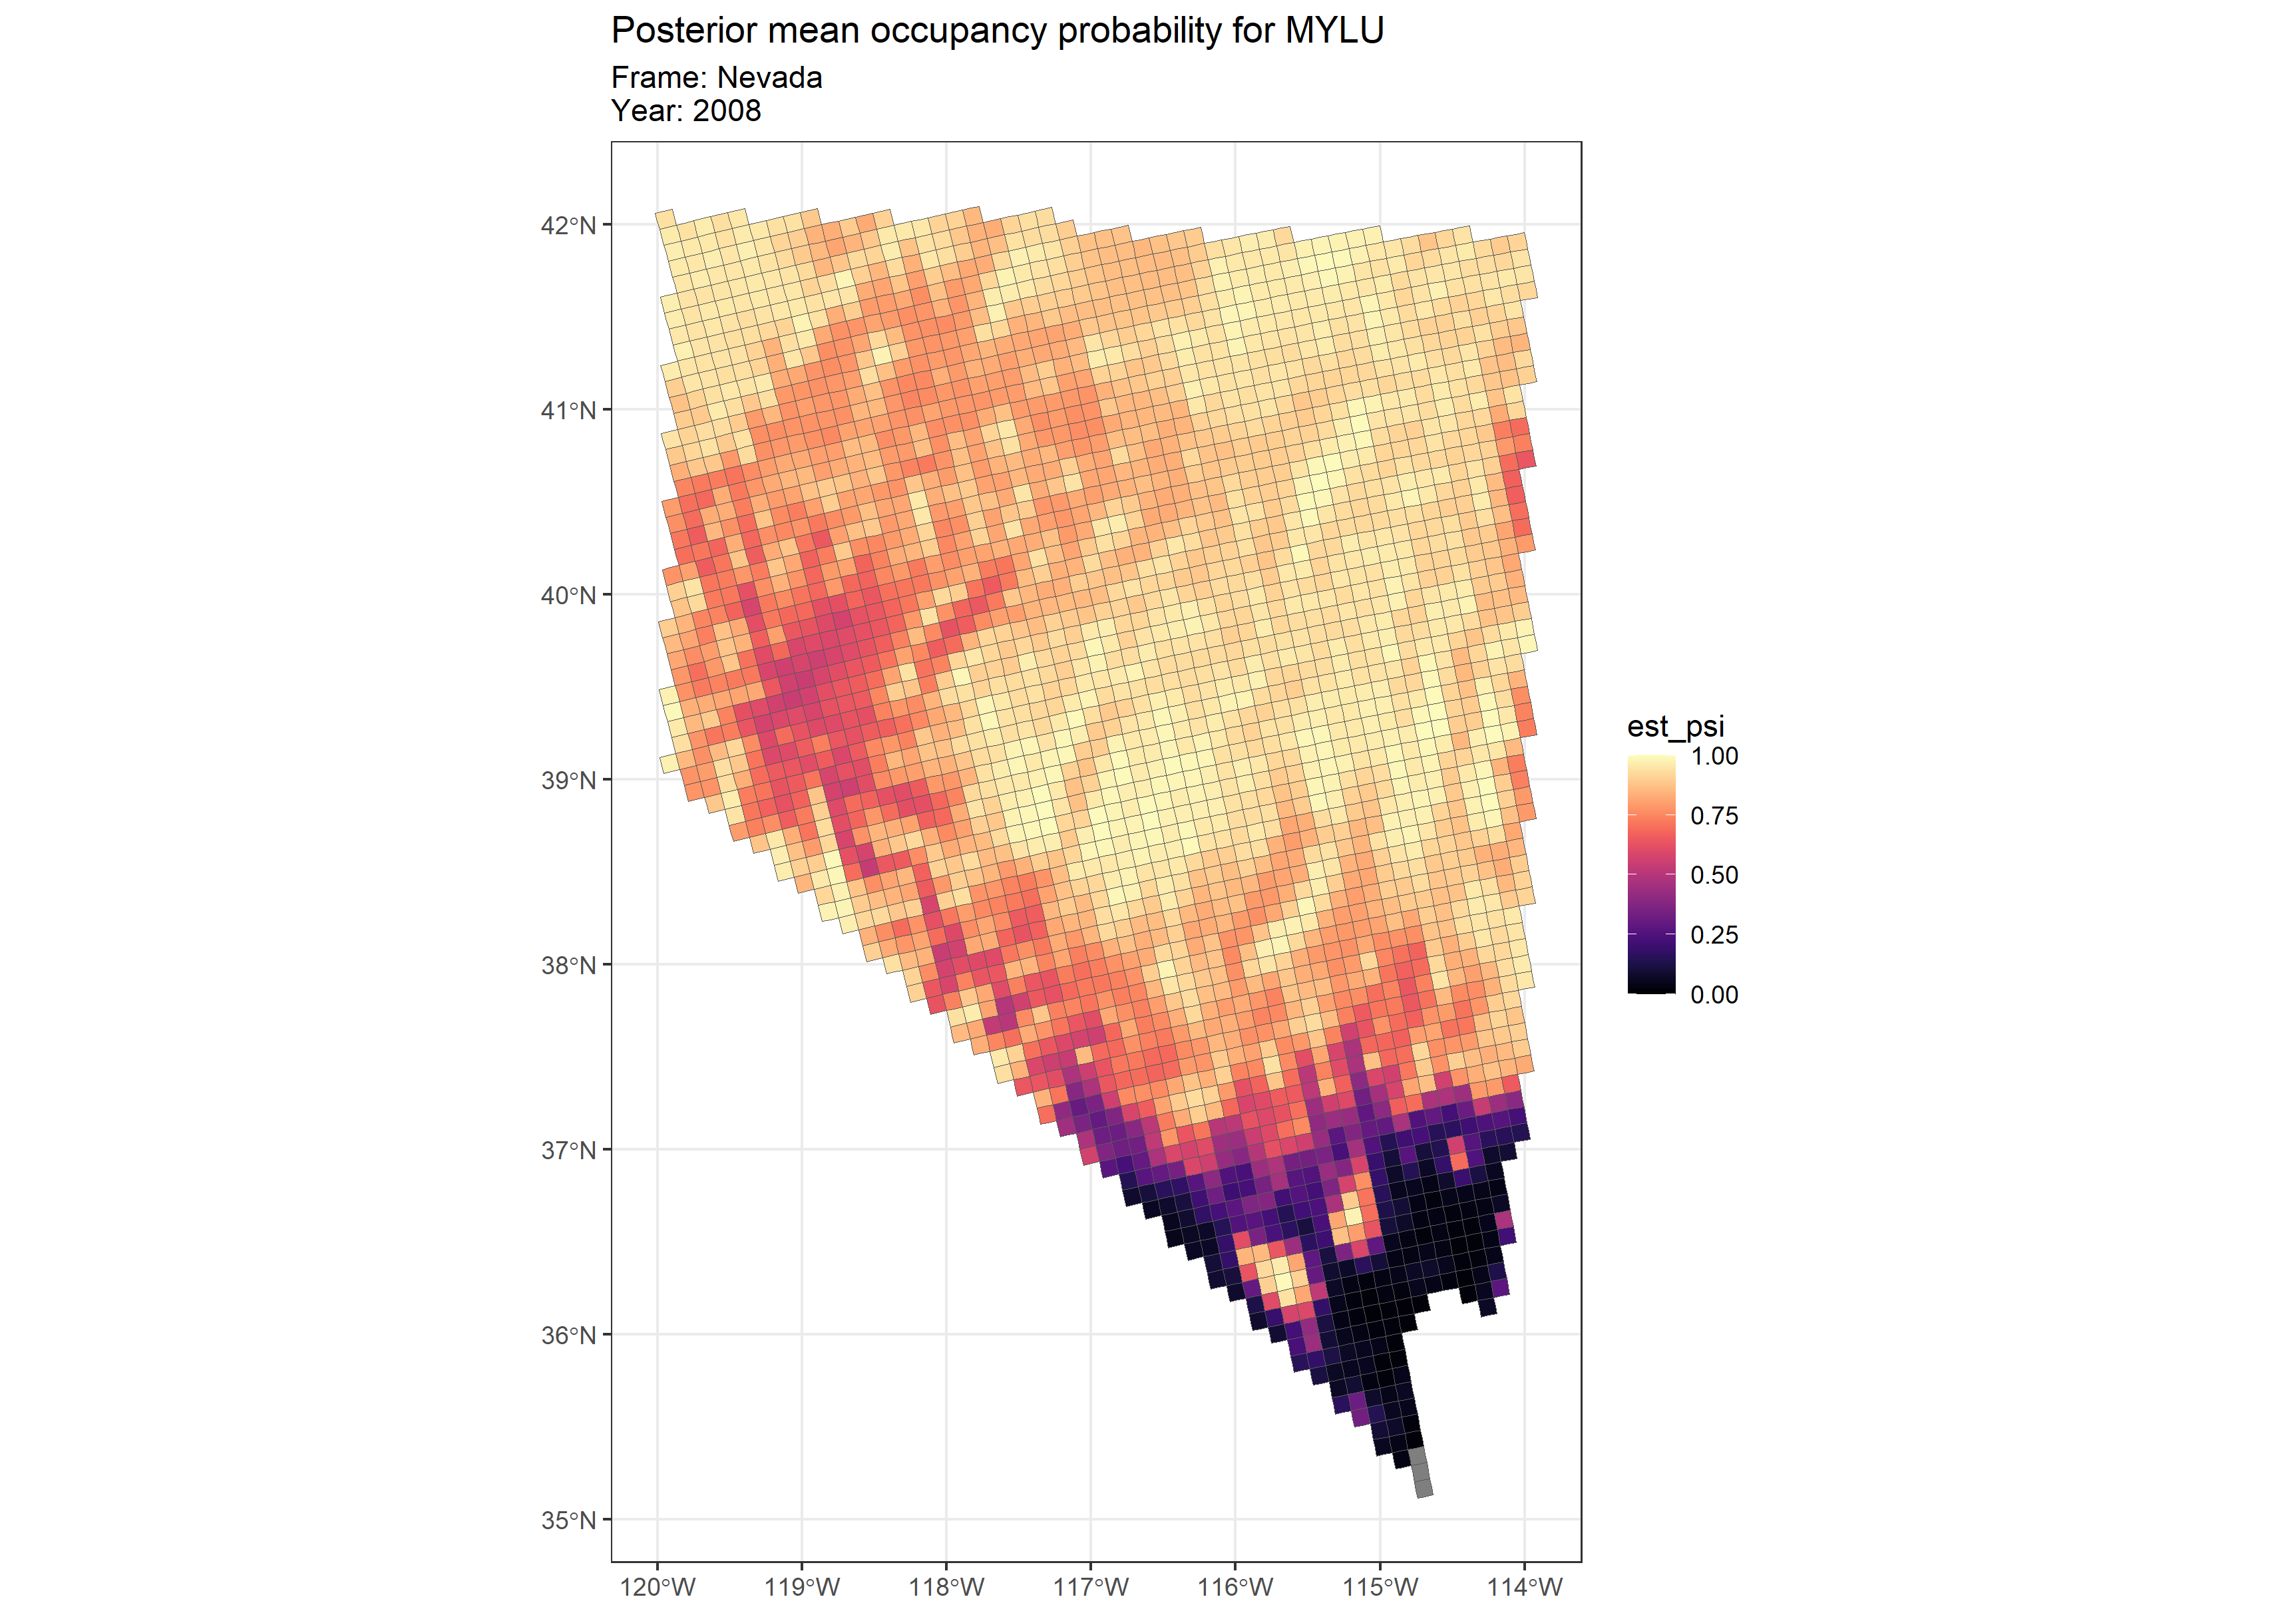 Posterior mean occupancy probability for MYLU
Frame: Nevada
Year: 2008
42°N
41°N
40°N
39°N
38°N
37°N
36°N
35°N
120°W
119°W
118°W
117°W
116°W
115°W
114°W
est_psi
1.00
0.75
0.50
0.25
0.00